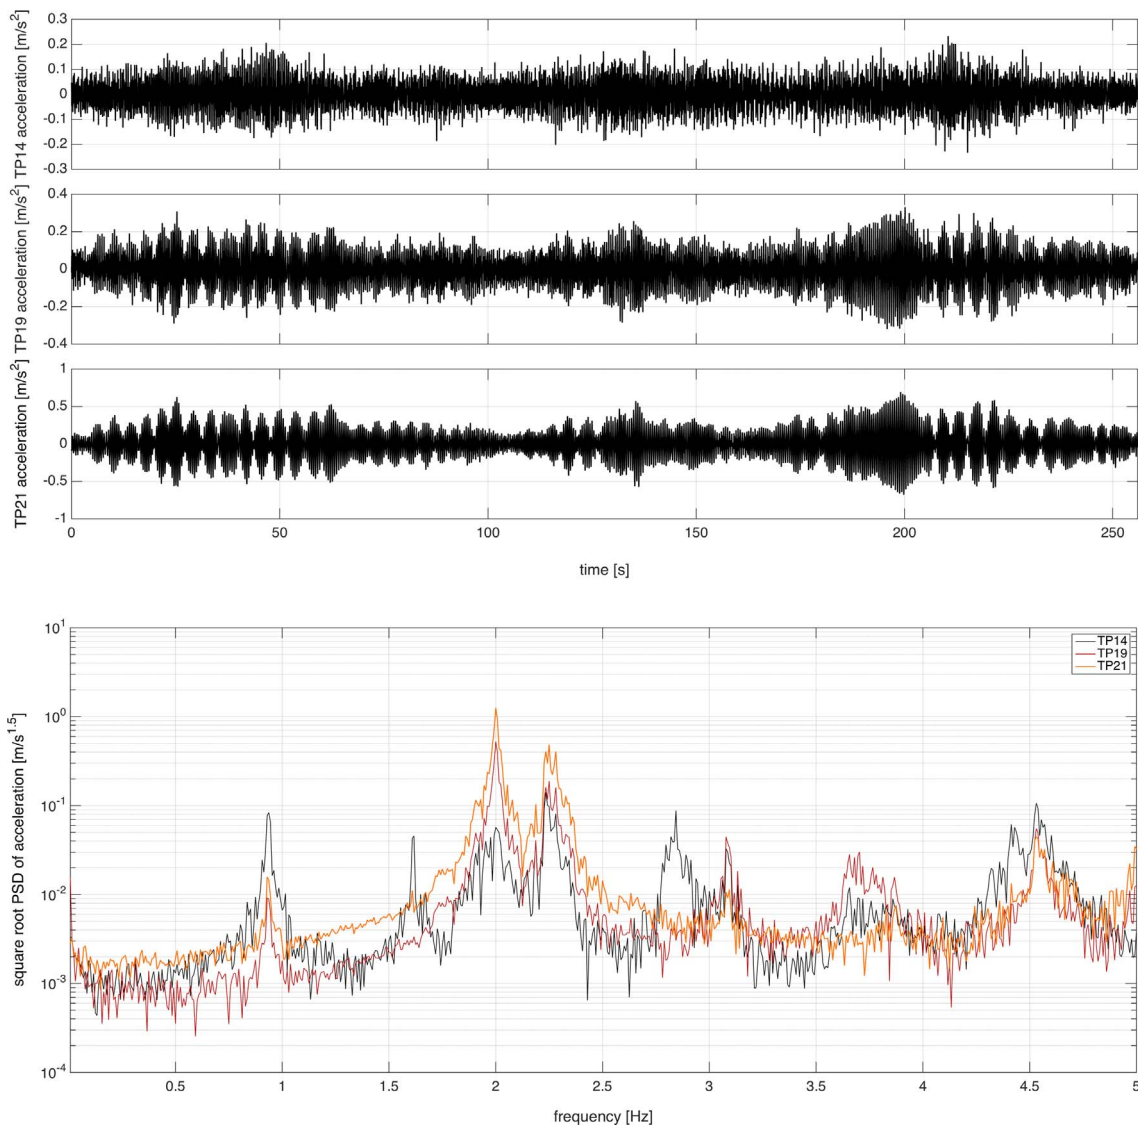 TP14 acceleration [m/s²]
0.3
0.2
0.1
0
-0.1
-0.2
-0.3
TP19 acceleration [m/s²]
0.4
0.2
0
-0.2
-0.4
TP21 acceleration [m/s²]
1
0.5
0
-0.5
-1
0 50 100 150 200 250
time [s]
square root PSD of acceleration [m/s^1.5]
10¹
10⁰
10⁻¹
10⁻²
10⁻³
10⁻⁴
TP14
TP19
TP21
0.5 1 1.5 2 2.5 3 3.5 4 4.5 5
frequency [Hz]